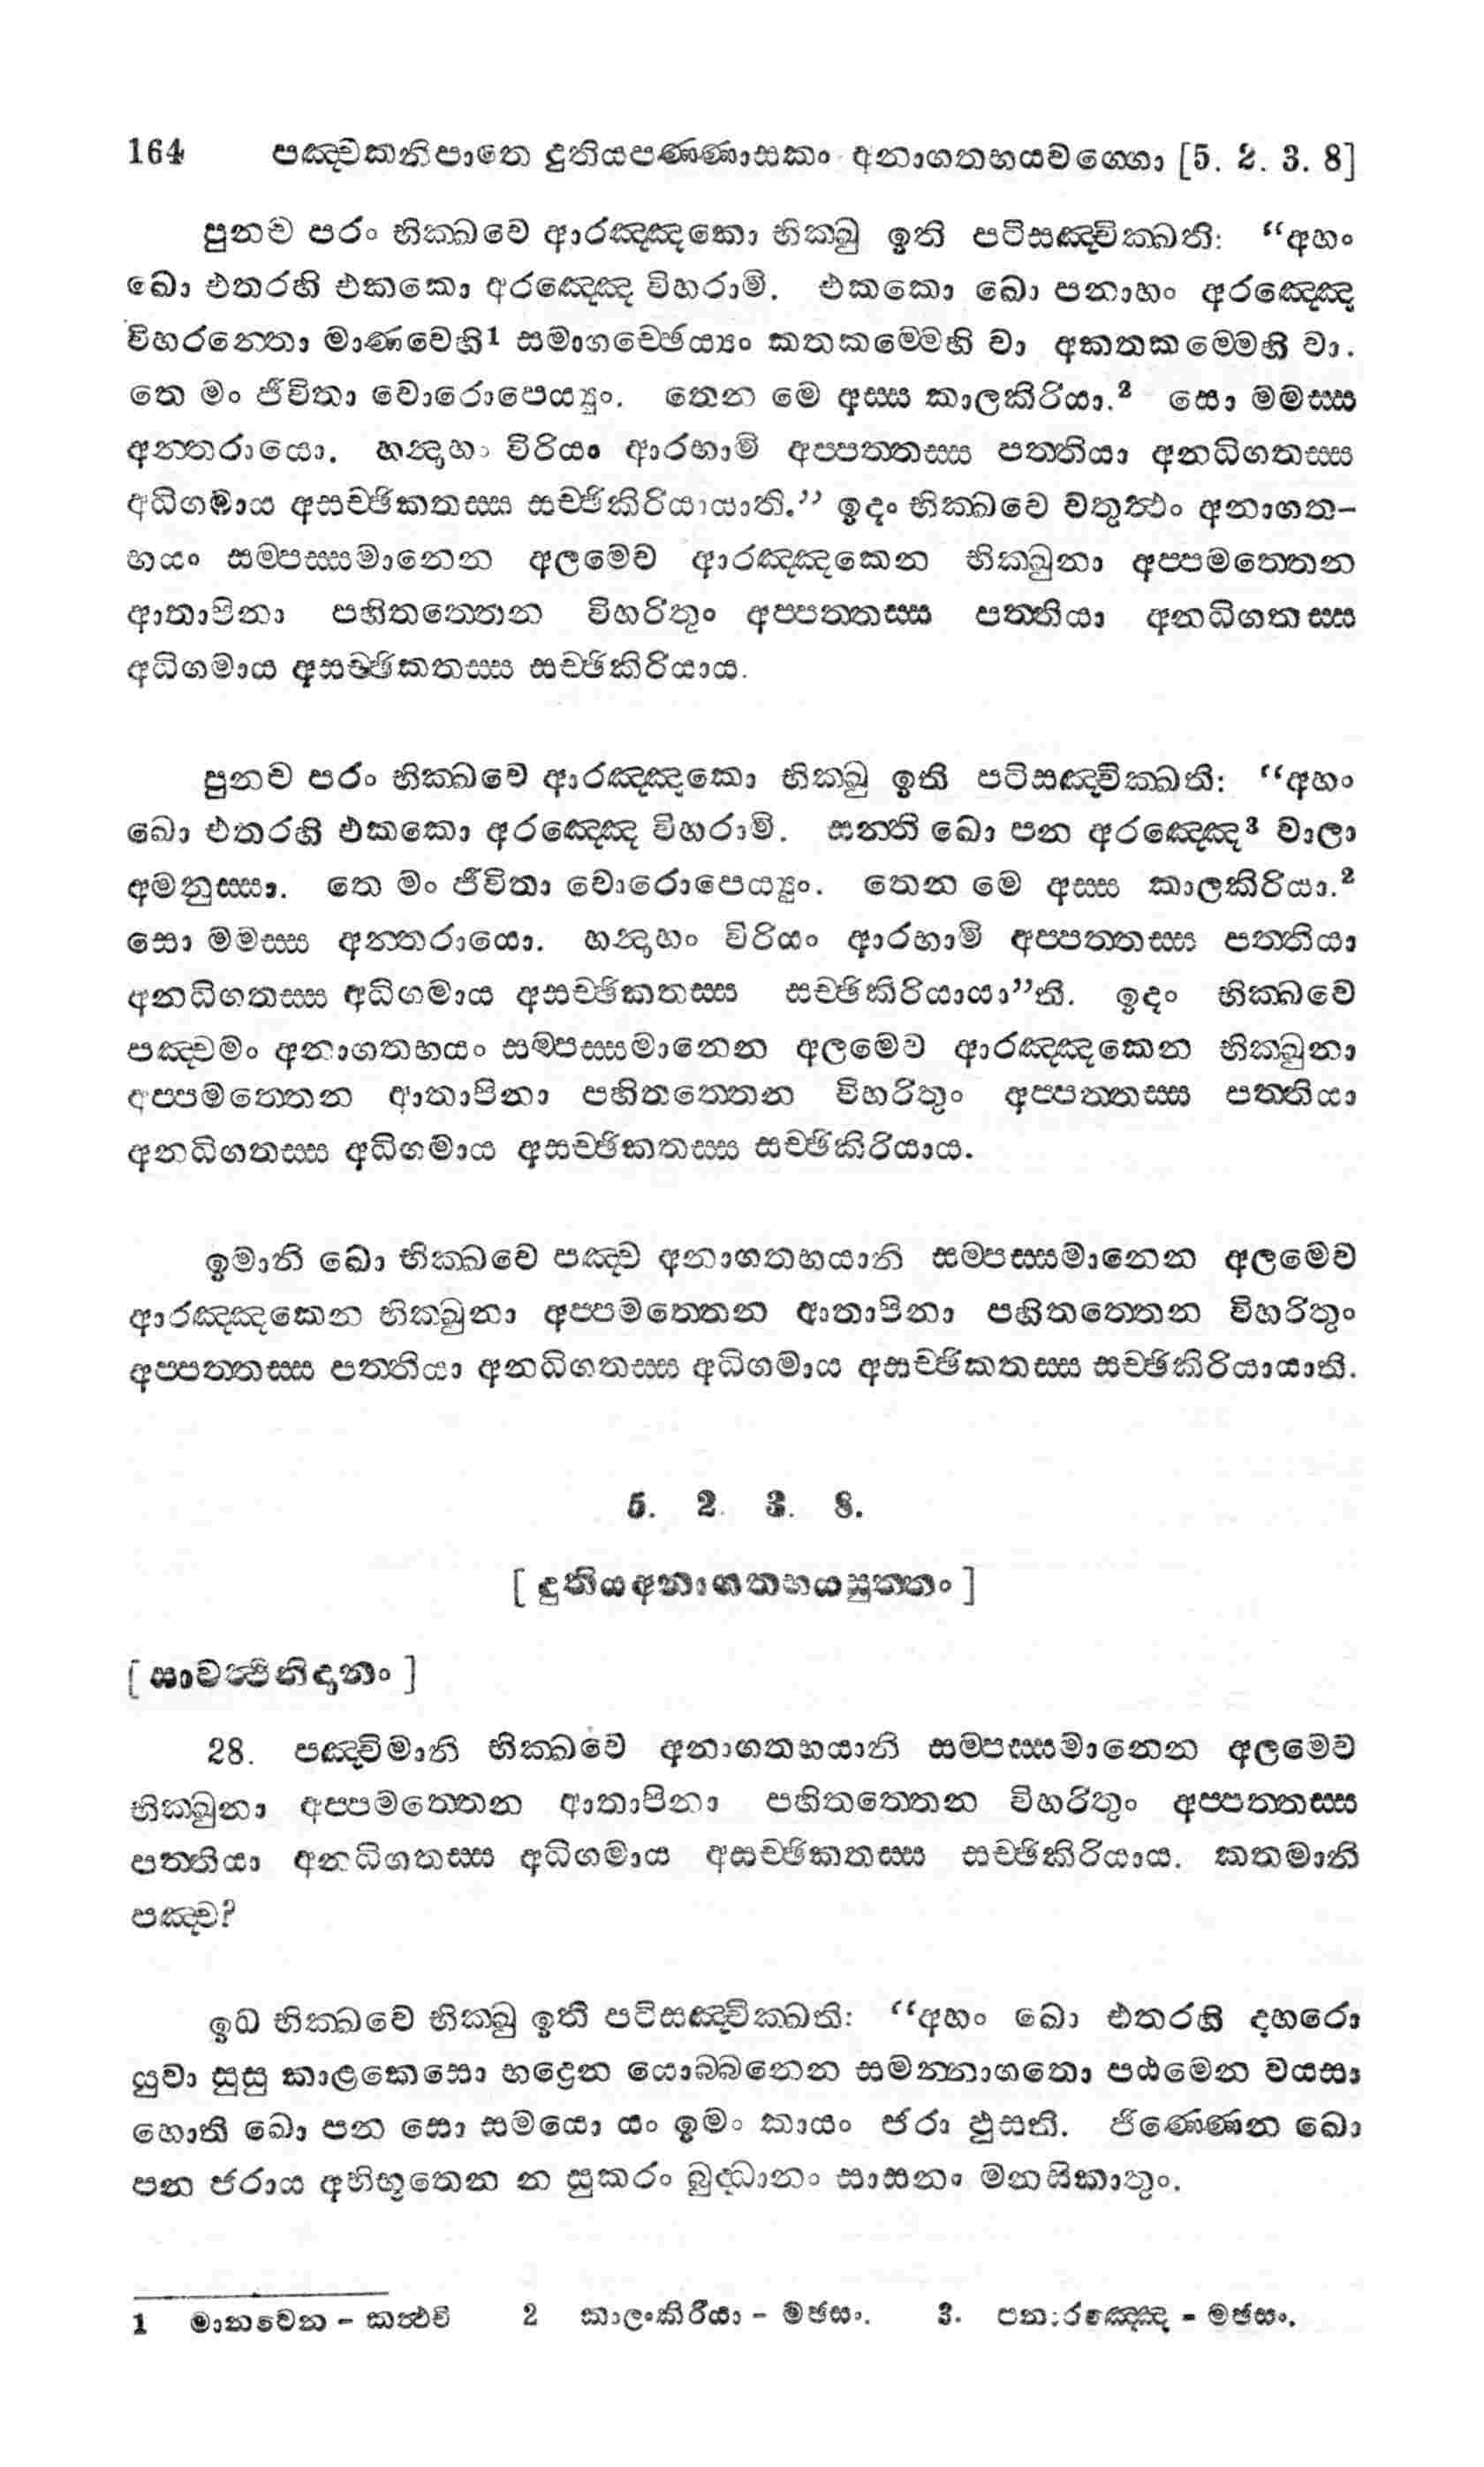 164 පඤ්චකනිපාතෙ දුතියපණ්ණාසකං අනාගතභයවග්ගො [5. 2. 3. 8]
පුනච පරං භික්ඛවෙ ආරඤ්ඤකො භික්ඛු ඉති පටිසඤ්චික්ඛති: “අහං
ඛො එතරහි එකකො අරඤ්ඤෙ විහරාමි. එකකො ඛො පනාහං අරඤ්ඤෙ
විහරන්තො මාණවෙහි1 සමාගච්ඡෙය්‍යං කතකම්මෙහි වා අකතකම්මෙහි වා.
තෙ මං ජීවිතා වොරොපෙය්‍යුං. තෙන මෙ අස්ස කාලකිරියා.2 සො මමස්ස
අන්තරායො. හන්දාහං විරියං ආරභාමි අප්පත්තස්ස පත්තියා අනධිගතස්ස
අධිගමාය අසච්ඡිකතස්ස සච්ඡිකිරියායාති.” ඉදං භික්ඛවෙ චතුත්ථං අනාගත-
භයං සම්පස්සමානෙන අලමෙව ආරඤ්ඤකෙන භික්ඛුනා අප්පමත්තෙන
ආතාපිනා පහිතත්තෙන විහරිතුං අප්පත්තස්ස පත්තියා අනධිගතස්ස
අධිගමාය අසච්ඡිකතස්ස සච්ඡිකිරියාය.
පුනච පරං භික්ඛවෙ ආරඤ්ඤකො භික්ඛු ඉති පටිසඤ්චික්ඛති: “අහං
ඛො එතරහි එකකො අරඤ්ඤෙ විහරාමි. සන්ති ඛො පන අරඤ්ඤෙ3 වාලා
අමනුස්සා. තෙ මං ජීවිතා වොරොපෙය්‍යුං. තෙන මෙ අස්ස කාලකිරියා.2
සො මමස්ස අන්තරායො. හන්දාහං විරියං ආරභාමි අප්පත්තස්ස පත්තියා
අනධිගතස්ස අධිගමාය අසච්ඡිකතස්ස සච්ඡිකිරියායා”ති. ඉදං භික්ඛවෙ
පඤ්චමං අනාගතභයං සම්පස්සමානෙන අලමෙව ආරඤ්ඤකෙන භික්ඛුනා
අප්පමත්තෙන ආතාපිනා පහිතත්තෙන විහරිතුං අප්පත්තස්ස පත්තියා
අනධිගතස්ස අධිගමාය අසච්ඡිකතස්ස සච්ඡිකිරියාය.
ඉමානි ඛො භික්ඛවෙ පඤ්ච අනාගතභයානි සම්පස්සමානෙන අලමෙව
ආරඤ්ඤකෙන භික්ඛුනා අප්පමත්තෙන ආතාපිනා පහිතත්තෙන විහරිතුං
අප්පත්තස්ස පත්තියා අනධිගතස්ස අධිගමාය අසච්ඡිකතස්ස සච්ඡිකිරියායාති.
5. 2. 3. 8.
[ දුතියඅනාගතභයසුත්තං ]
[ සාවත්ථිනිදානං ]
28. පඤ්චිමානි භික්ඛවෙ අනාගතභයානි සම්පස්සමානෙන අලමෙව
භික්ඛුනා අප්පමත්තෙන ආතාපිනා පහිතත්තෙන විහරිතුං අප්පත්තස්ස
පත්තියා අනධිගතස්ස අධිගමාය අසච්ඡිකතස්ස සච්ඡිකිරියාය. කතමානි
පඤ්ච?
ඉධ භික්ඛවෙ භික්ඛු ඉති පටිසඤ්චික්ඛති: “අහං ඛො එතරහි දහරො
යුවා සුසු කාළකෙසො භද්‍රෙන යොබ්බනෙන සමන්නාගතො පඨමෙන වයසා
හොති ඛො පන සො සමයො යං ඉමං කායං ජරා ඵුසති. ජිණ්ණෙන ඛො
පන ජරාය අභිභූතෙන න සුකරං බුද්ධානං සාසනං මනසිකාතුං.
1 මානවෙන - කත්ථචි 2 කාලංකිරියා - මඡසං. 3. පනාරඤ්ඤෙ - මඡසං.